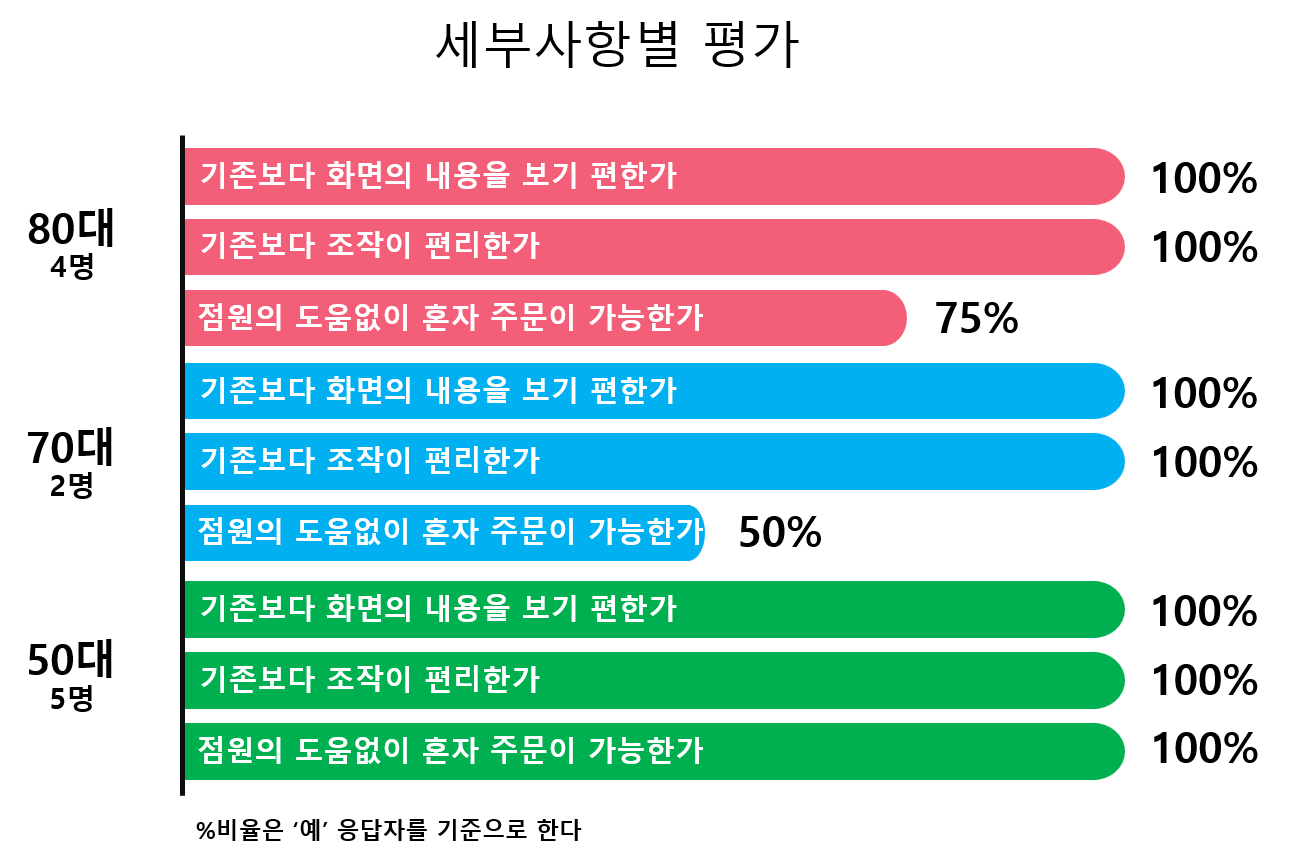 세부사항별 평가
80대
4명
기존보다 화면의 내용을 보기 편한가 100%
기존보다 조작이 편리한가 100%
점원의 도움없이 혼자 주문이 가능한가 75%
70대
2명
기존보다 화면의 내용을 보기 편한가 100%
기존보다 조작이 편리한가 100%
점원의 도움없이 혼자 주문이 가능한가 50%
50대
5명
기존보다 화면의 내용을 보기 편한가 100%
기존보다 조작이 편리한가 100%
점원의 도움없이 혼자 주문이 가능한가 100%
%비율은 ‘예’ 응답자를 기준으로 한다